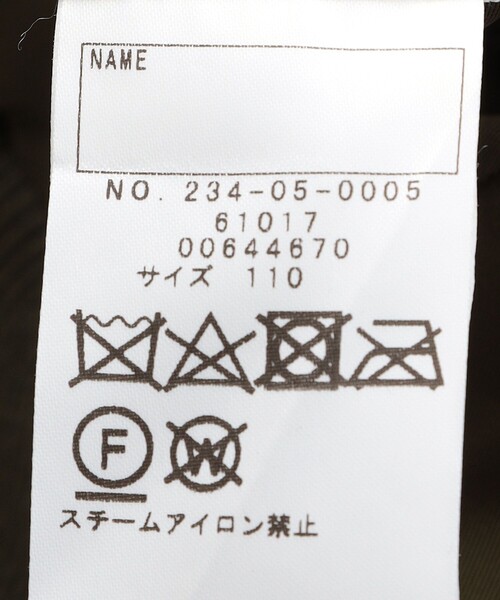 NAME
NO. 234-05-0005
61017
00644670
サイズ 110
F W
スチームアイロン禁止